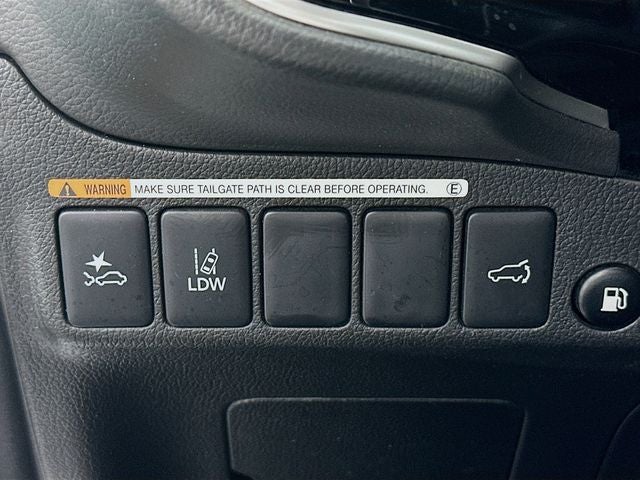 WARNING MAKE SURE TAILGATE PATH IS CLEAR BEFORE OPERATING. E
LDW